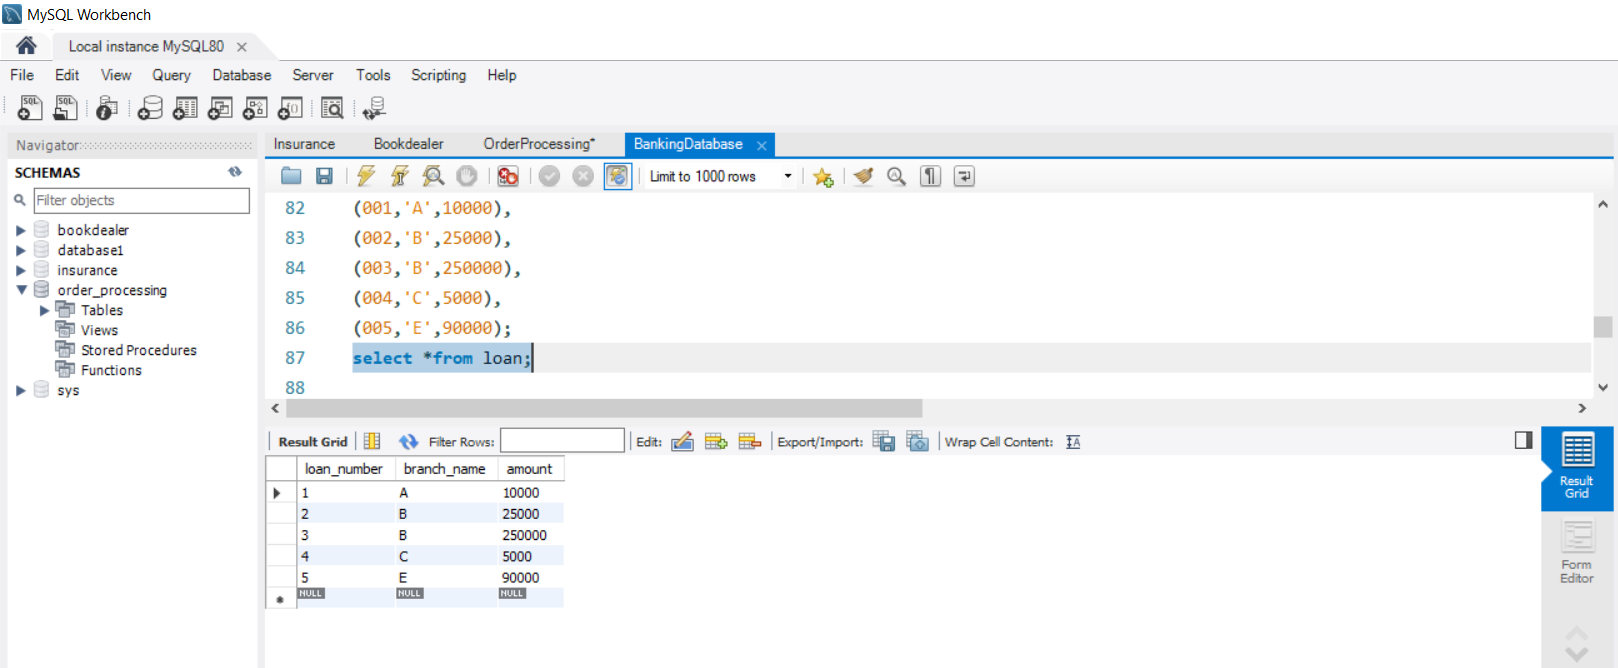 MySQL Workbench
Local instance MySQL80
File Edit View Query Database Server Tools Scripting Help
SQL SQL
Navigator
SCHEMAS
Filter objects
bookdealer
database1
insurance
order_processing
Tables
Views
Stored Procedures
Functions
sys
Insurance Bookdealer OrderProcessing* BankingDatabase
Limit to 1000 rows
82 (001,'A',10000),
83 (002,'B',25000),
84 (003,'B',250000),
85 (004,'C',5000),
86 (005,'E',90000);
87 select *from loan;
88
Result Grid Filter Rows: Edit: Export/Import: Wrap Cell Content:
loan_number branch_name amount
1 A 10000
2 B 25000
3 B 250000
4 C 5000
5 E 90000
NULL NULL NULL
Result
Grid
Form
Editor